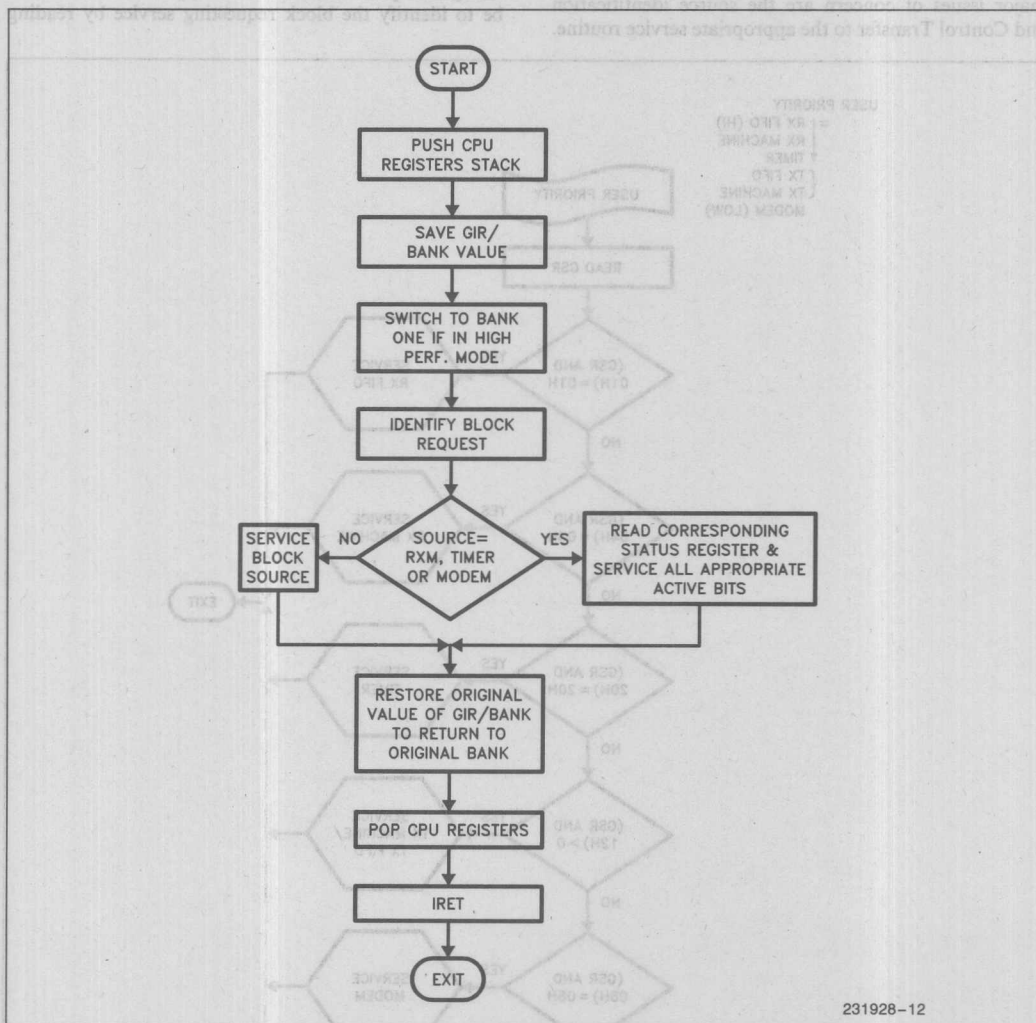 START
PUSH CPU
REGISTERS STACK
SAVE GIR/
BANK VALUE
SWITCH TO BANK
ONE IF IN HIGH
PERF. MODE
IDENTIFY BLOCK
REQUEST
SERVICE
BLOCK
SOURCE
NO
SOURCE=
RXM, TIMER
OR MODEM
YES
READ CORRESPONDING
STATUS REGISTER &
SERVICE ALL APPROPRIATE
ACTIVE BITS
RESTORE ORIGINAL
VALUE OF GIR/BANK
TO RETURN TO
ORIGINAL BANK
POP CPU REGISTERS
IRET
EXIT
231928-12